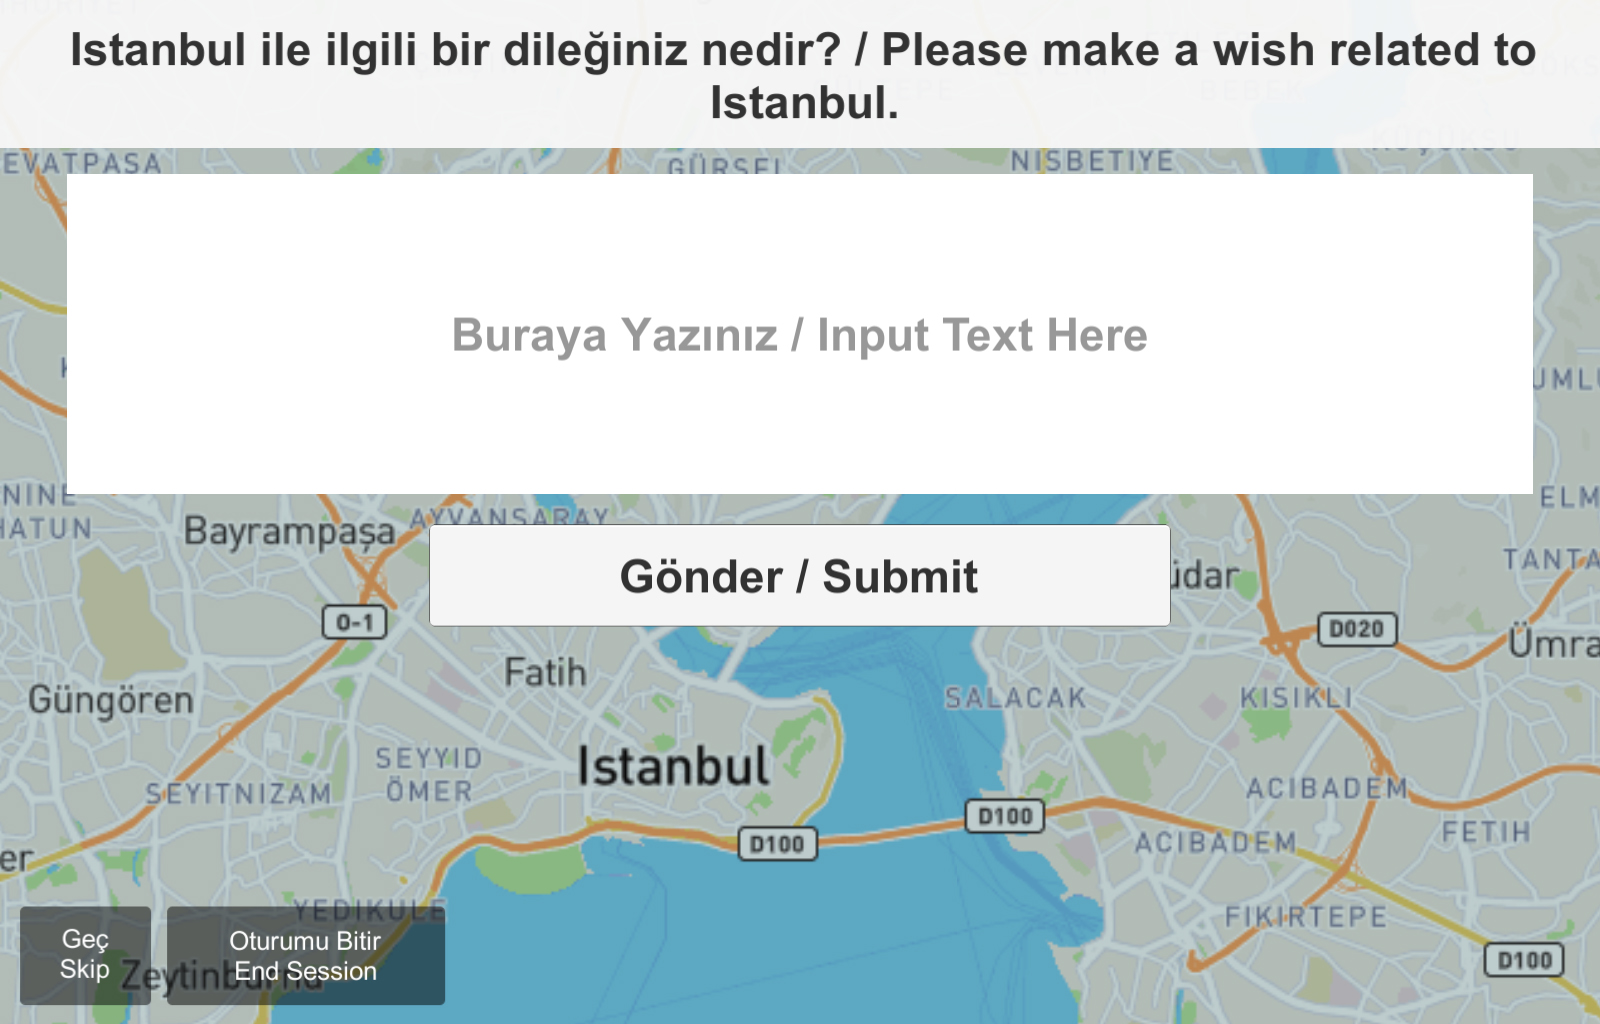 Istanbul ile ilgili bir dileğiniz nedir? / Please make a wish related to
Istanbul.
EVATPASA
GÜRSEL
NISBETIYE
KÜÇÜKSU
Buraya Yazınız / Input Text Here
NINE
HATUN
Bayrampaşa
AYVANSARAY
ELM
Gönder / Submit
üdar
TANTA
O-1
D020
Ümra
Fatih
Güngören
SALACAK
KISIKLI
Istanbul
SEYYID
ÖMER
SEYITNIZAM
ACIBADEM
D100
D100
ACIBADEM
FETIH
er
YEDIKULE
FIKIRTEPE
Geç
Skip
Oturumu Bitir
End Session
Zeytinburnu
D100